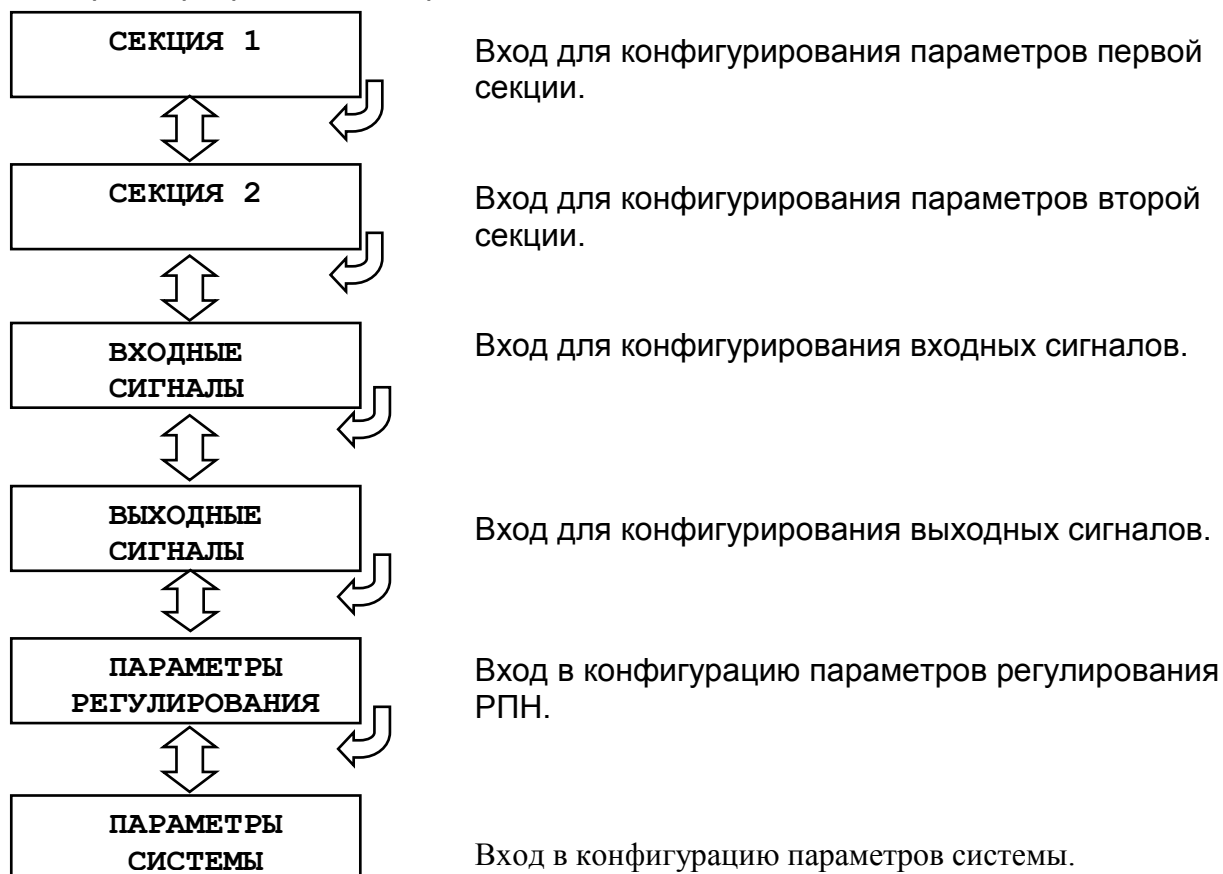 СЕКЦИЯ 1
Вход для конфигурирования параметров первой
секции.
СЕКЦИЯ 2
Вход для конфигурирования параметров второй
секции.
ВХОДНЫЕ
СИГНАЛЫ
Вход для конфигурирования входных сигналов.
ВЫХОДНЫЕ
СИГНАЛЫ
Вход для конфигурирования выходных сигналов.
ПАРАМЕТРЫ
РЕГУЛИРОВАНИЯ
Вход в конфигурацию параметров регулирования
РПН.
ПАРАМЕТРЫ
СИСТЕМЫ
Вход в конфигурацию параметров системы.